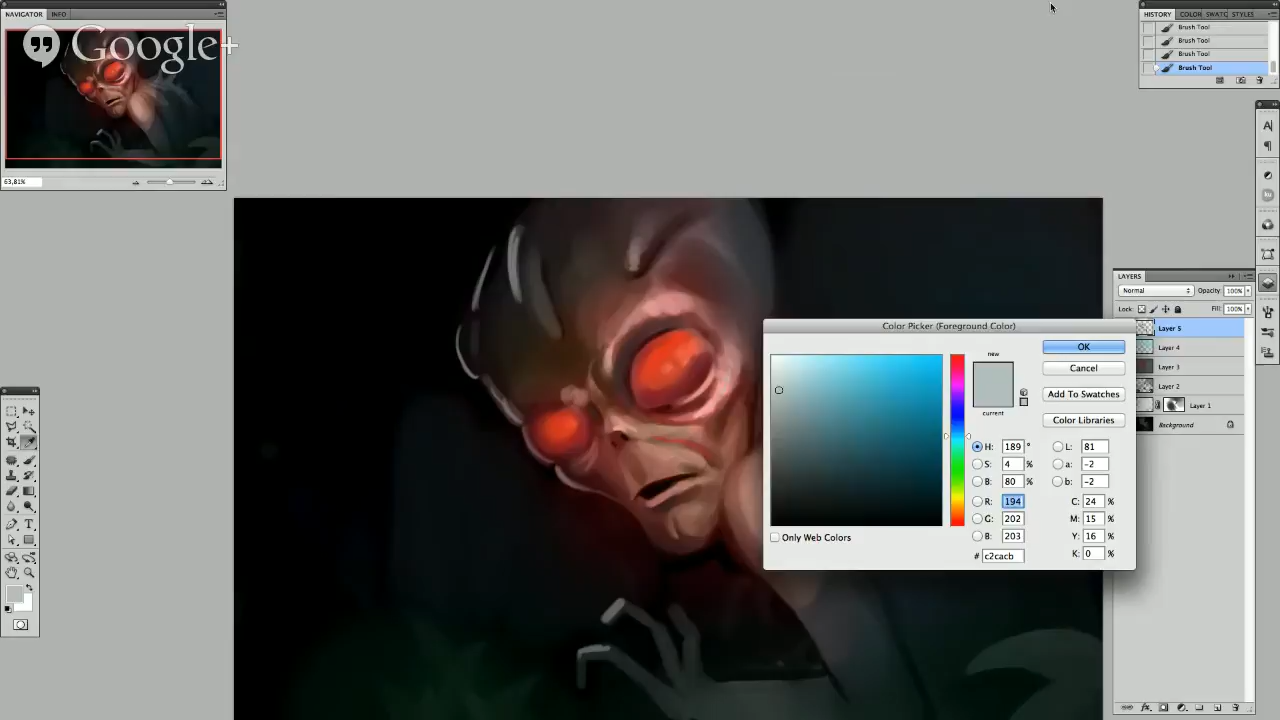 NAVIGATOR INFO
Google+
63,81%
HISTORY COLOR SWATC STYLES
Brush Tool
Brush Tool
Brush Tool
Brush Tool
A
LAYERS
Normal Opacity: 100%
Lock: Fill: 100%
Layer 5
Layer 4
Layer 3
Layer 2
Layer 1
Background
T
Color Picker (Foreground Color)
new
current
OK
Cancel
Add To Swatches
Color Libraries
H: 189 ° L: 81
S: 4 % a: -2
B: 80 % b: -2
R: 194 C: 24 %
G: 202 M: 15 %
B: 203 Y: 16 %
# c2cacb K: 0 %
Only Web Colors